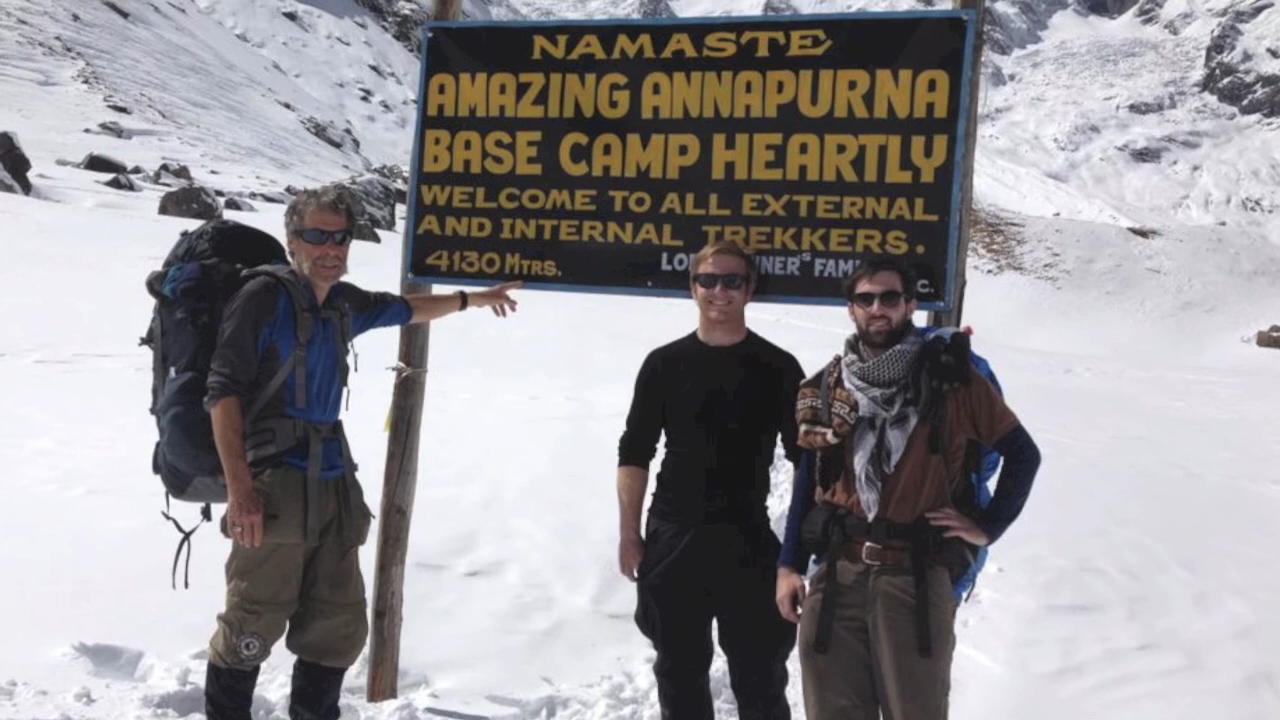 NAMASTE
AMAZING ANNAPURNA
BASE CAMP HEARTLY
WELCOME TO ALL EXTERNAL
AND INTERNAL TREKKERS.
4130 MTRS.